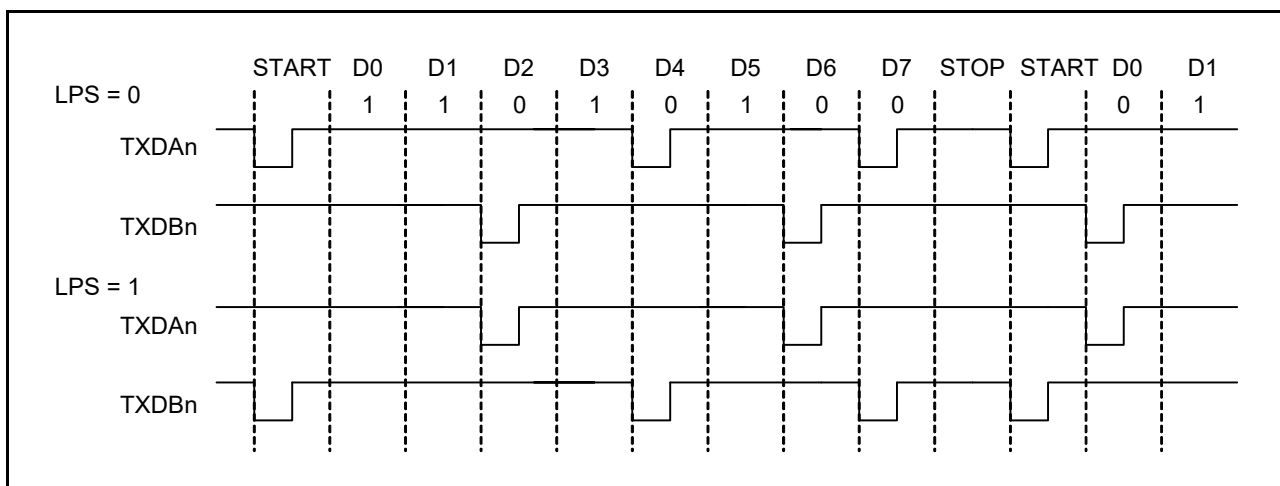 START D0 D1 D2 D3 D4 D5 D6 D7 STOP START D0 D1
LPS = 0
1 1 0 1 0 1 0 0 0 1
TXDAn
TXDBn
LPS = 1
TXDAn
TXDBn